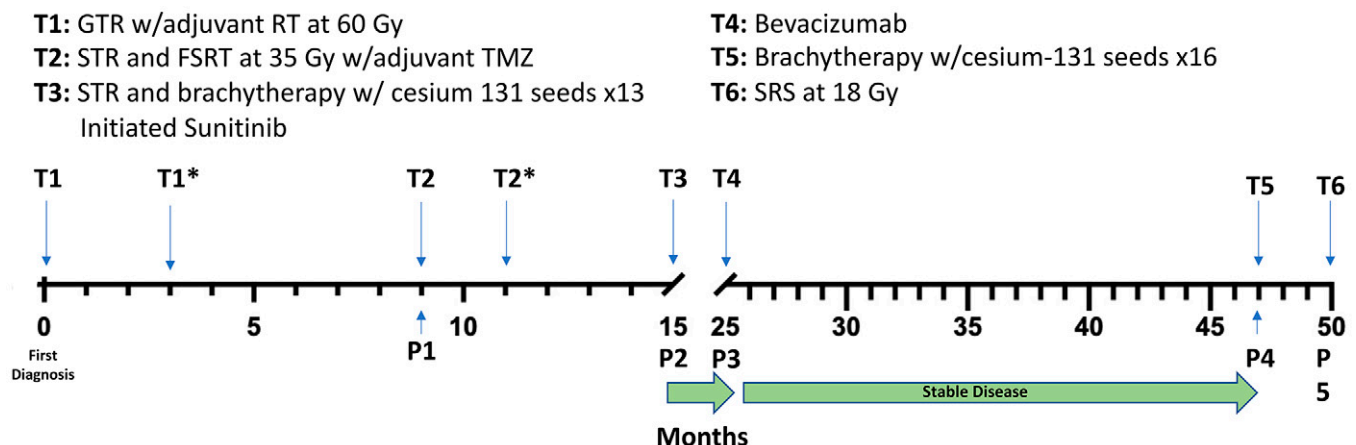 T1: GTR w/adjuvant RT at 60 Gy
T2: STR and FSRT at 35 Gy w/adjuvant TMZ
T3: STR and brachytherapy w/ cesium 131 seeds x13
Initiated Sunitinib
T4: Bevacizumab
T5: Brachytherapy w/cesium-131 seeds x16
T6: SRS at 18 Gy
T1 T1* T2 T2* T3 T4 T5 T6
0 5 10 15 25 30 35 40 45 50
First
Diagnosis
P1 P2 P3 P4 P
5
Stable Disease
Months